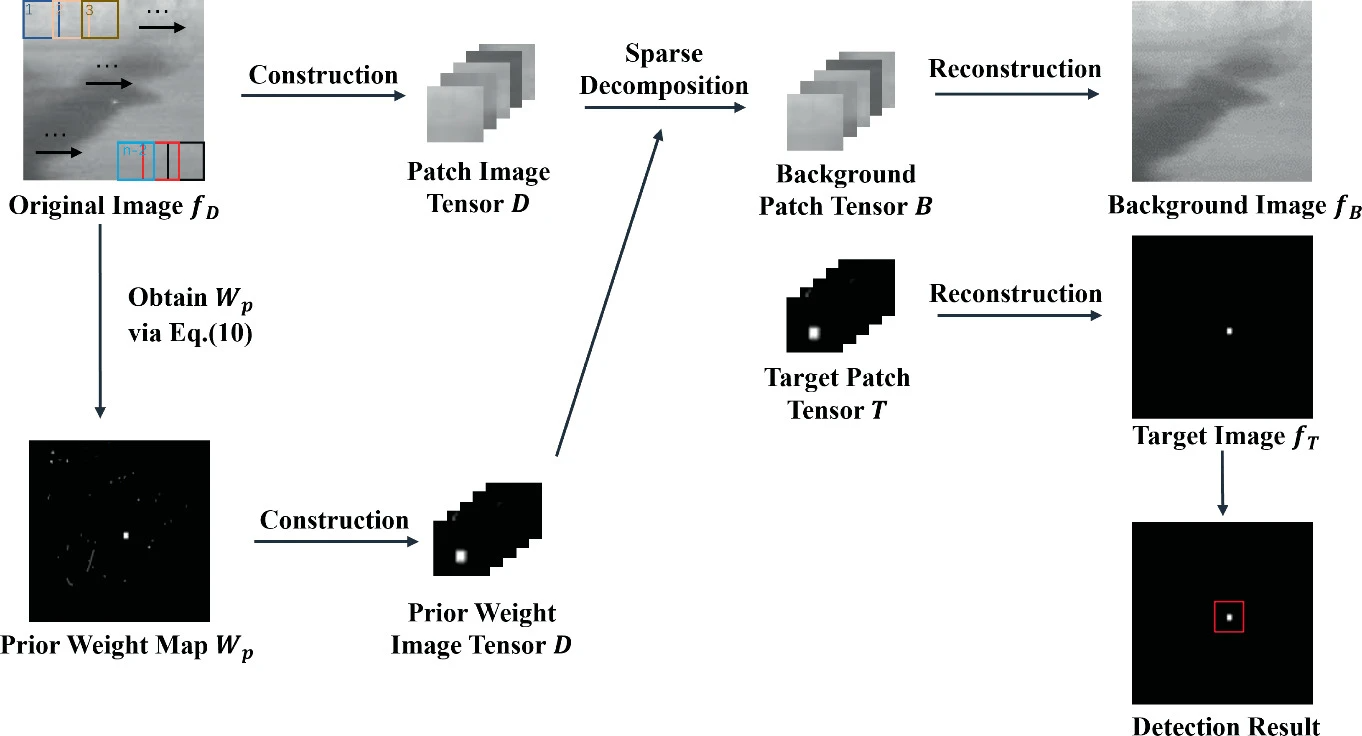 1
2
3
...
...
...
n-2
Original Image f_D
Construction
Patch Image
Tensor D
Sparse
Decomposition
Background
Patch Tensor B
Reconstruction
Background Image f_B
Obtain W_p
via Eq.(10)
Target Patch
Tensor T
Reconstruction
Target Image f_T
Prior Weight Map W_p
Construction
Prior Weight
Image Tensor D
Detection Result